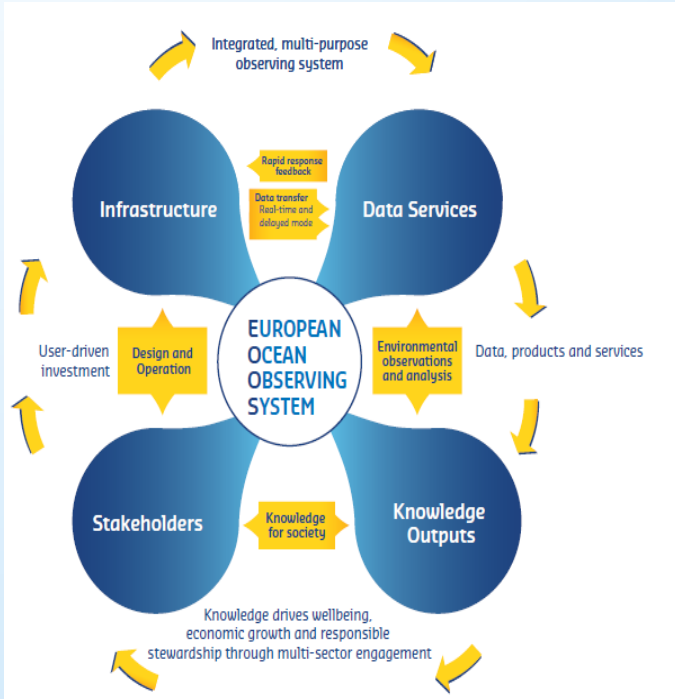 Integrated, multi-purpose
observing system
Infrastructure
Rapid response
feedback
Data transfer
Real-time and
delayed mode
Data Services
User-driven
investment
Design and
Operation
EUROPEAN
OCEAN
OBSERVING
SYSTEM
Environmental
observations
and analysis
Data, products and services
Stakeholders
Knowledge
for society
Knowledge
Outputs
Knowledge drives wellbeing,
economic growth and responsible
stewardship through multi-sector engagement